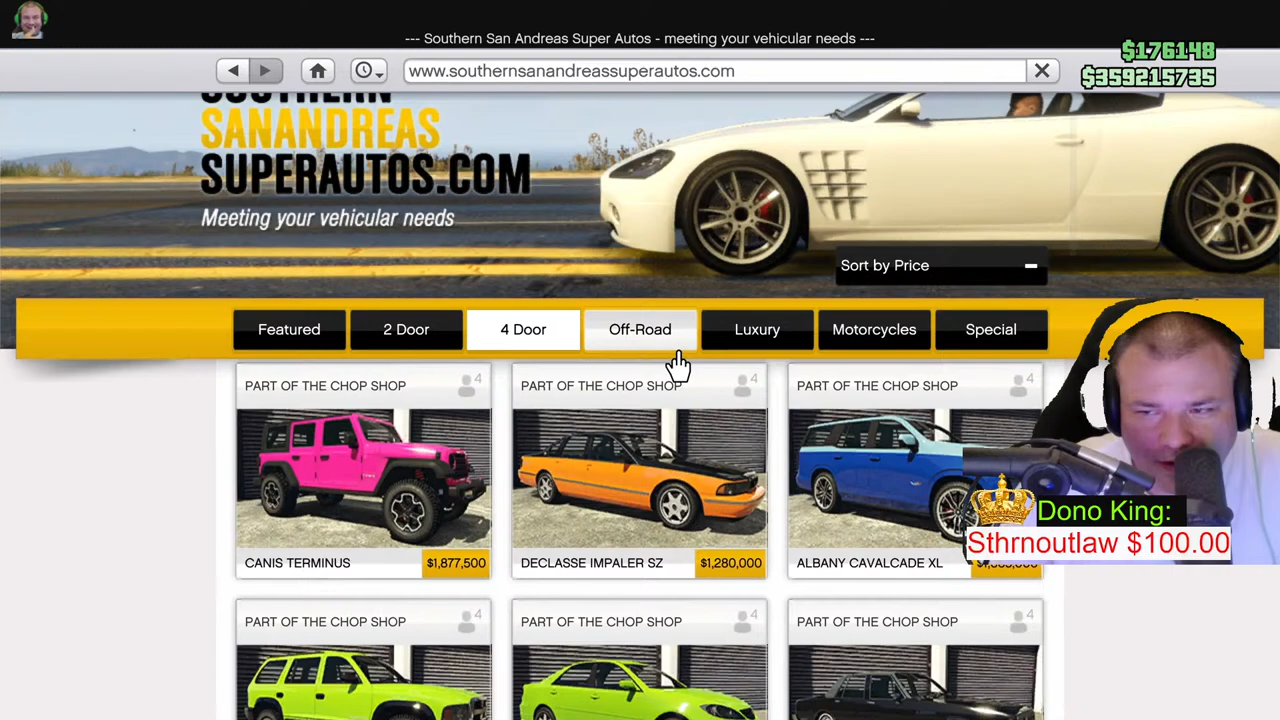 --- Southern San Andreas Super Autos - meeting your vehicular needs ---
$176148
www.southernsanandreassuperautos.com
$359215735
SOUTHERN
SANANDREAS
SUPERAUTOS.COM
Meeting your vehicular needs
Sort by Price
Featured
2 Door
4 Door
Off-Road
Luxury
Motorcycles
Special
PART OF THE CHOP SHOP
4
PART OF THE CHOP SHOP
4
PART OF THE CHOP SHOP
4
CANIS TERMINUS
$1,877,500
DECLASSE IMPALER SZ
$1,280,000
ALBANY CAVALCADE XL
Dono King:
Sthrnoutlaw $100.00
PART OF THE CHOP SHOP
4
PART OF THE CHOP SHOP
4
PART OF THE CHOP SHOP
4